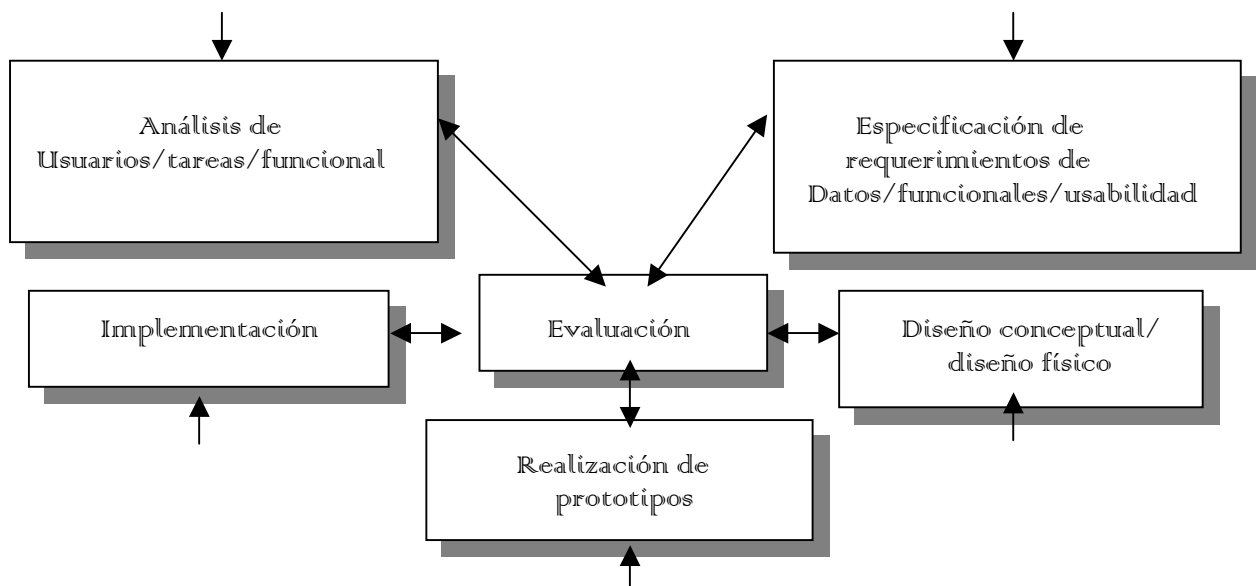 Análisis de
Usuarios/tareas/funcional
Especificación de
requerimientos de
Datos/funcionales/usabilidad
Implementación
Evaluación
Diseño conceptual/
diseño físico
Realización de
prototipos